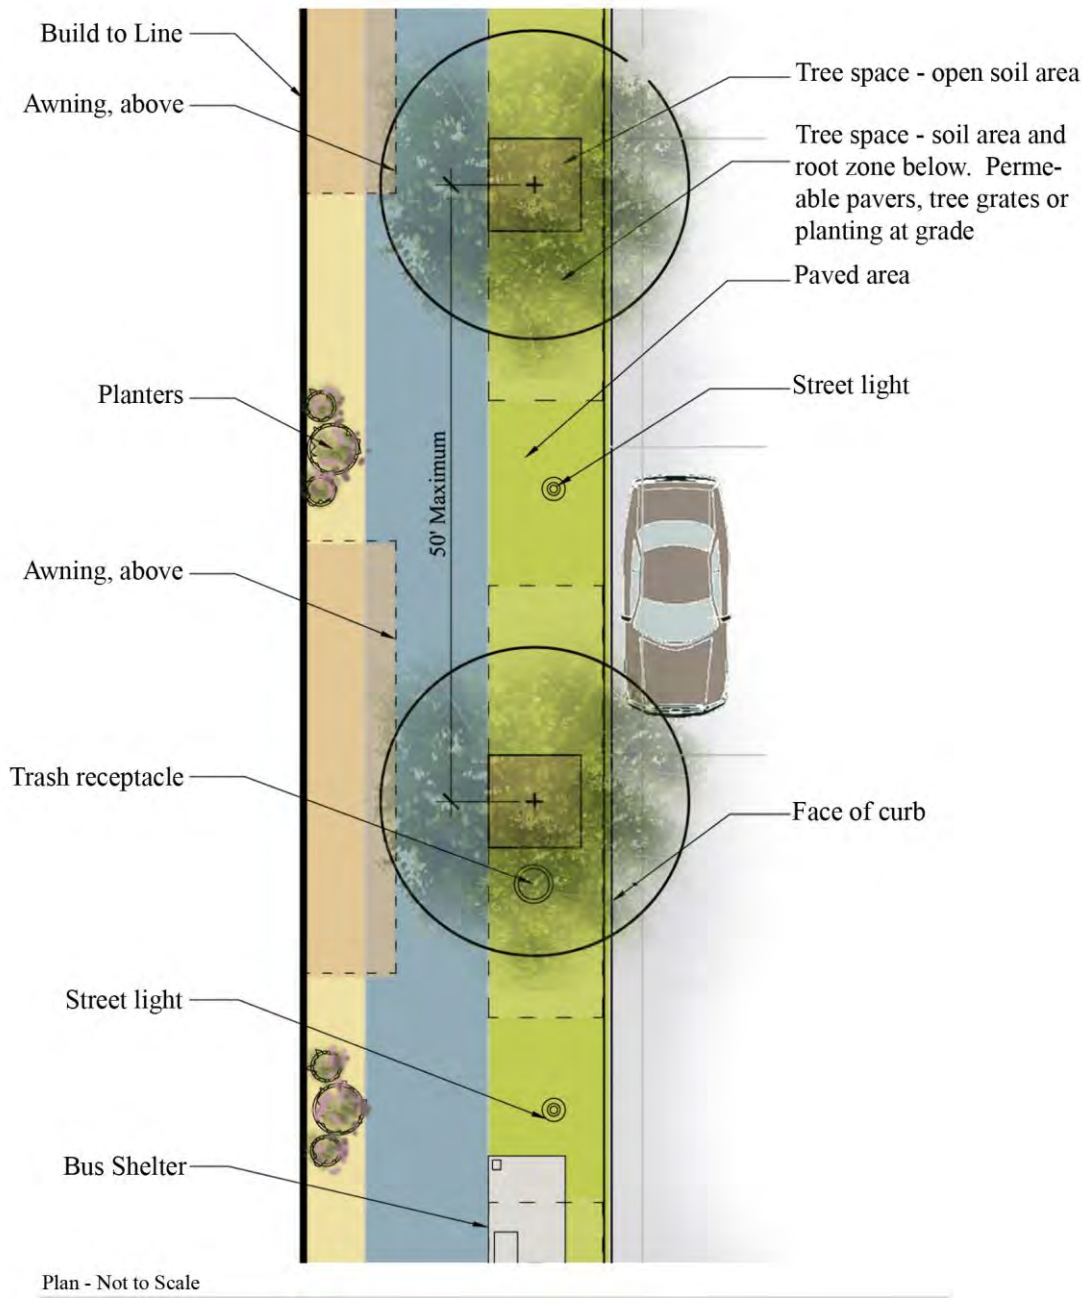 Build to Line
Awning, above
Tree space - open soil area
Tree space - soil area and
root zone below.  Perme-
able pavers, tree grates or
planting at grade
Paved area
Planters
Street light
50' Maximum
Awning, above
Trash receptacle
Face of curb
Street light
Bus Shelter
Plan - Not to Scale